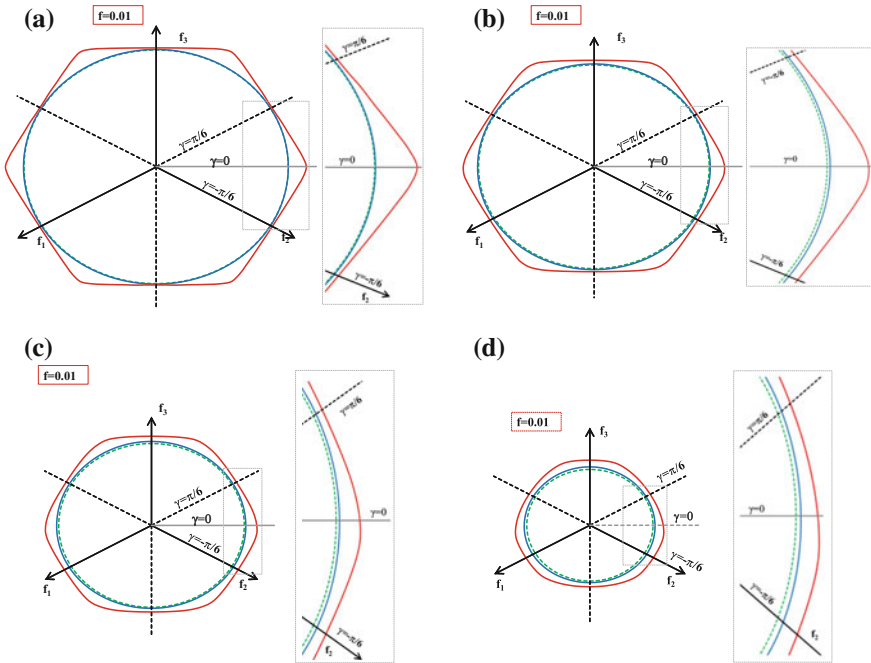 (a)
f=0.01
f3
γ=π/6
γ=0
γ=-π/6
f1
f2
γ=π/6
γ=0
γ=-π/6
f2
(b)
f=0.01
f3
γ=π/6
γ=0
γ=-π/6
f1
f2
γ=-π/6
γ=0
γ=-π/6
(c)
f=0.01
f3
γ=π/6
γ=0
γ=-π/6
f1
f2
γ=π/6
γ=0
γ=-π/6
f2
(d)
f=0.01
f3
γ=π/6
γ=0
γ=-π/6
f1
f2
γ=π/6
γ=0
γ=-π/6
f2